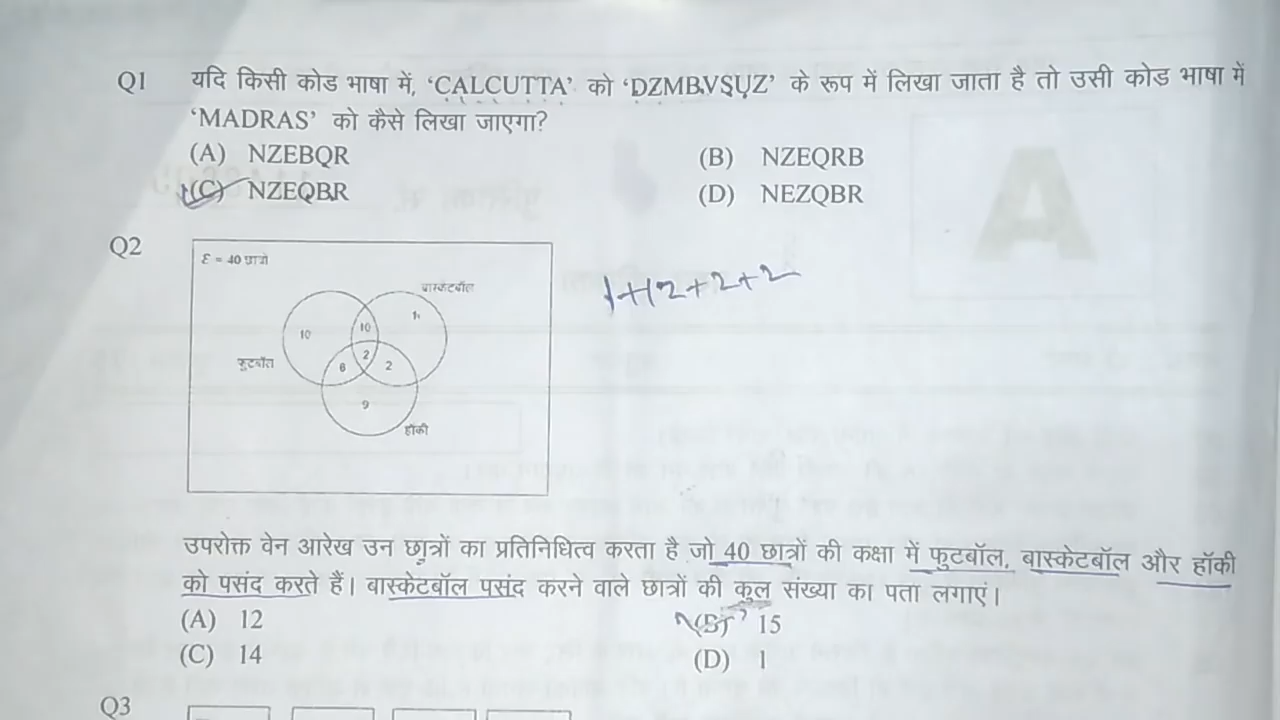 Q1 यदि किसी कोड भाषा में, ‘CALCUTTA’ को ‘DZMBVSUZ’ के रूप में लिखा जाता है तो उसी कोड भाषा में
‘MADRAS’ को कैसे लिखा जाएगा?
(A) NZEBQR (B) NZEQRB
(C) NZEQBR (D) NEZQBR
Q2
ε = 40 छात्रों
बास्केटबॉल
10 10 1
2
फुटबॉल 6 2
9
हॉकी
1+12+2+2
उपरोक्त वेन आरेख उन छात्रों का प्रतिनिधित्व करता है जो 40 छात्रों की कक्षा में फुटबॉल, बास्केटबॉल और हॉकी
को पसंद करते हैं। बास्केटबॉल पसंद करने वाले छात्रों की कुल संख्या का पता लगाएं।
(A) 12 (B) 15
(C) 14 (D) 1
Q3